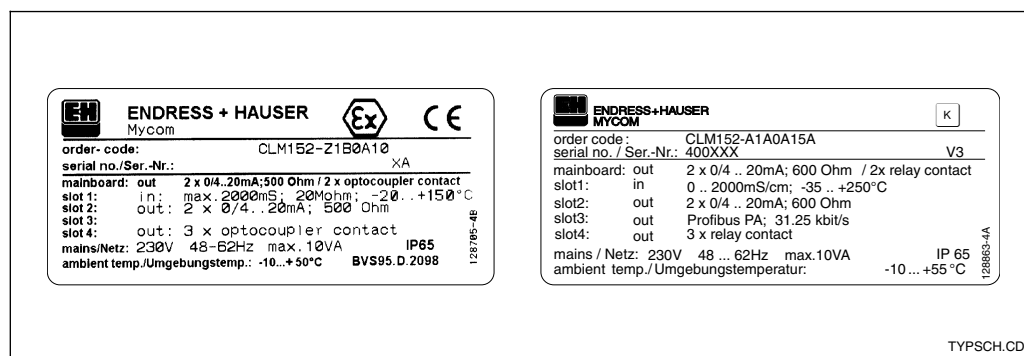 ENDRESS + HAUSER
Mycom
order- code: CLM152-Z1B0A10
serial no./Ser.-Nr.: XA
mainboard: out 2 x 0/4..20mA;500 Ohm / 2 x optocoupler contact
slot 1: in: max.2000mS; 20Mohm; -20..+150°C
slot 2: out: 2 x 0/4..20mA; 500 Ohm
slot 3:
slot 4: out: 3 x optocoupler contact
mains/Netz: 230V 48-62Hz max.10VA IP65
ambient temp./Umgebungstemp.: -10...+ 50°C BVS95.D.2098
128705-4B
EH
Ex
CE
EH
ENDRESS+HAUSER
MYCOM
K
order code : CLM152-A1A0A15A
serial no. / Ser.-Nr.: 400XXX V3
mainboard: out 2 x 0/4 .. 20mA; 600 Ohm / 2x relay contact
slot1: in 0 .. 2000mS/cm; -35 .. +250°C
slot2: out 2 x 0/4 .. 20mA; 600 Ohm
slot3: out Profibus PA; 31.25 kbit/s
slot4: out 3 x relay contact
mains / Netz: 230V 48 ... 62Hz max.10VA IP 65
ambient temp./ Umgebungstemperatur: -10 ... +55 °C
128863-4A
TYPSCH.CD